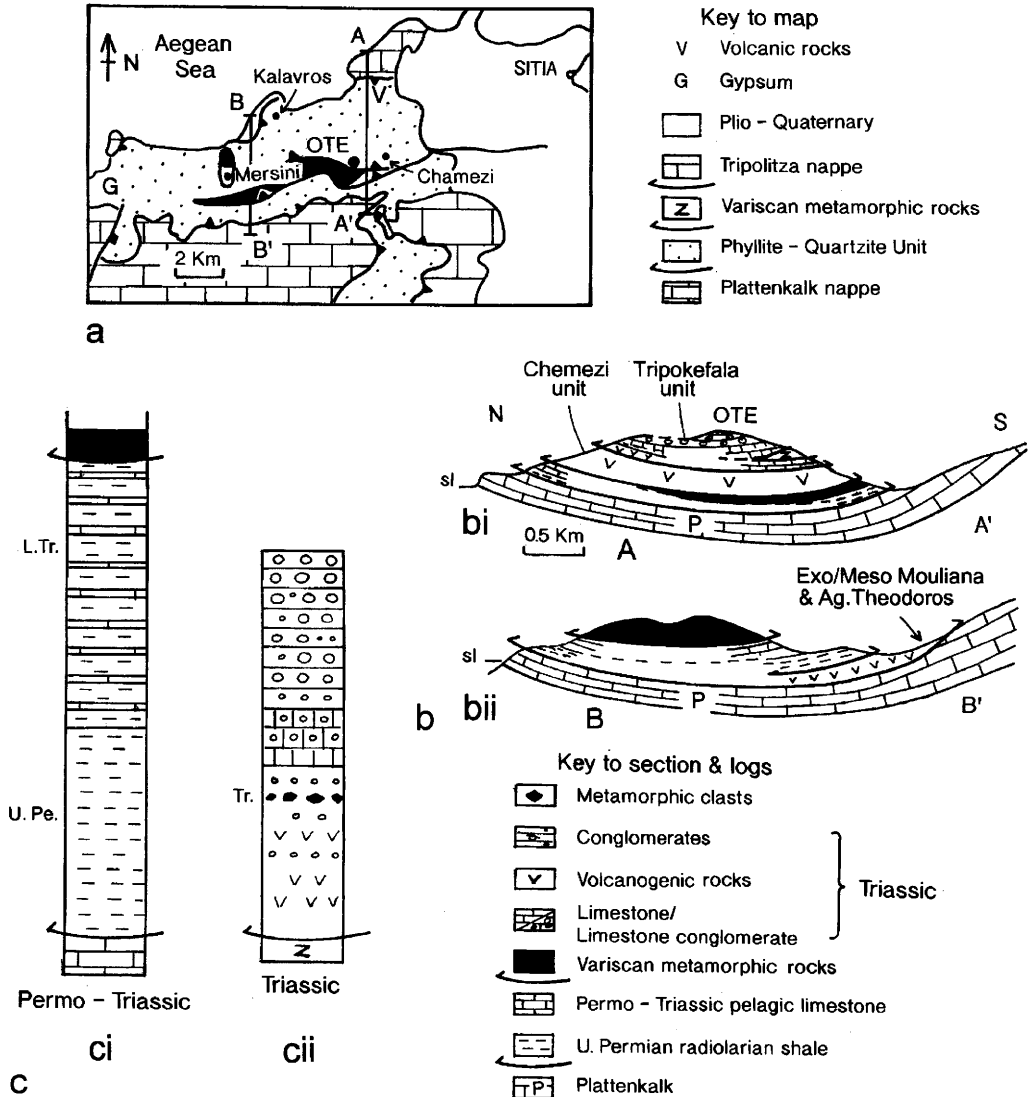 Aegean
Sea
N
Kalavros
A
SITIA
B
V
OTE
G
Mersini
Chamezi
A'
B'
2 Km
a
Key to map
V Volcanic rocks
G Gypsum
Plio - Quaternary
Tripolitza nappe
Z Variscan metamorphic rocks
Phyllite - Quartzite Unit
Plattenkalk nappe
Chemezi
unit
Tripokefala
unit
N
OTE
S
sl
bi
P
A'
0.5 Km
A
Exo/Meso Mouliana
& Ag.Theodoros
sl
b
bii
P
B
B'
L.Tr.
U. Pe.
Permo - Triassic
ci
Tr.
Z
Triassic
cii
c
Key to section & logs
Metamorphic clasts
Conglomerates
V Volcanogenic rocks
Triassic
Limestone/
Limestone conglomerate
Variscan metamorphic rocks
Permo - Triassic pelagic limestone
U. Permian radiolarian shale
P Plattenkalk